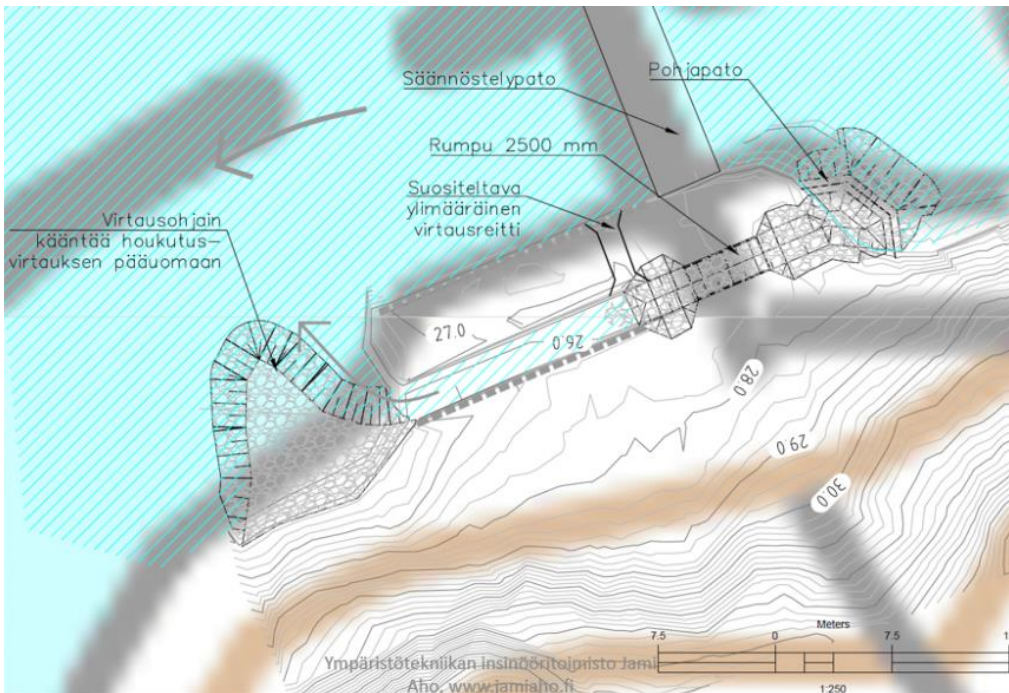 Säännöstelypato
Pohjapato
Rumpu 2500 mm
Suositeltava
ylimääräinen
virtausreitti
Virtausohjain
kääntää houkutus-
virtauksen pääuomaan
27.0
26.0
28.0
29.0
30.0
Meters
7.5
0
7.5
1:250
Ympäristötekniikan insinööritoimisto Jami
Aho, www.jamiaho.fi